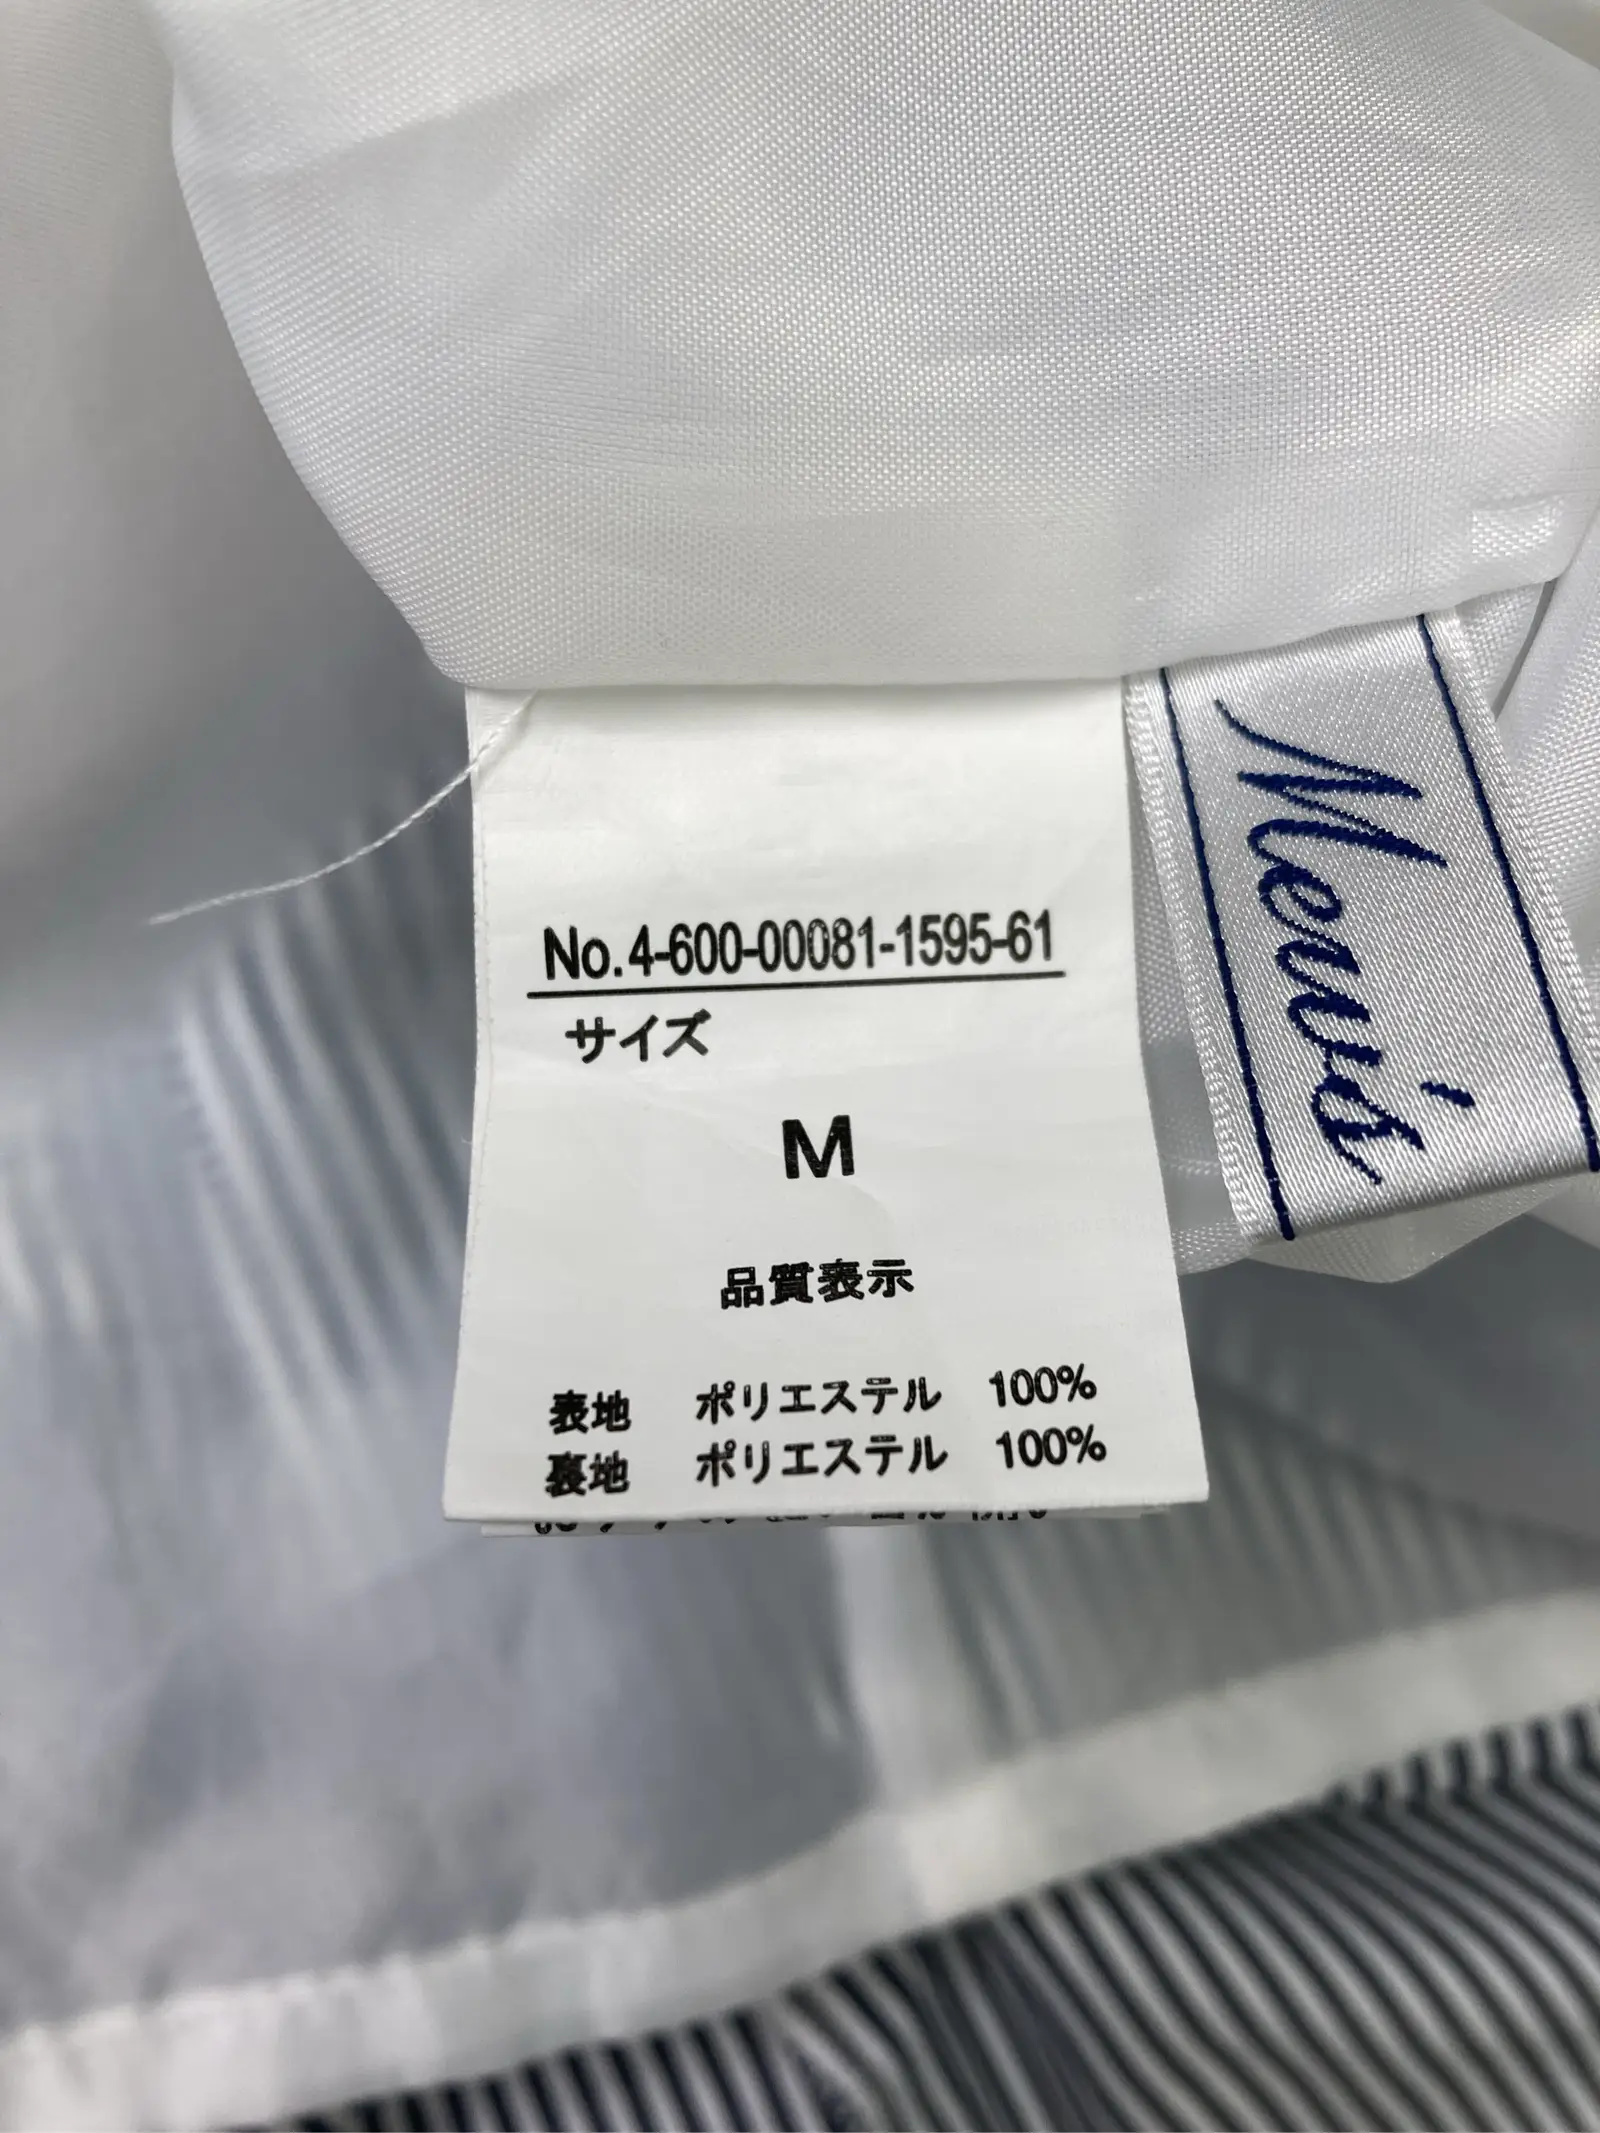 No.4-600-00081-1595-61
サイズ
M
品質表示
表地 ポリエステル 100%
裏地 ポリエステル 100%
Men's